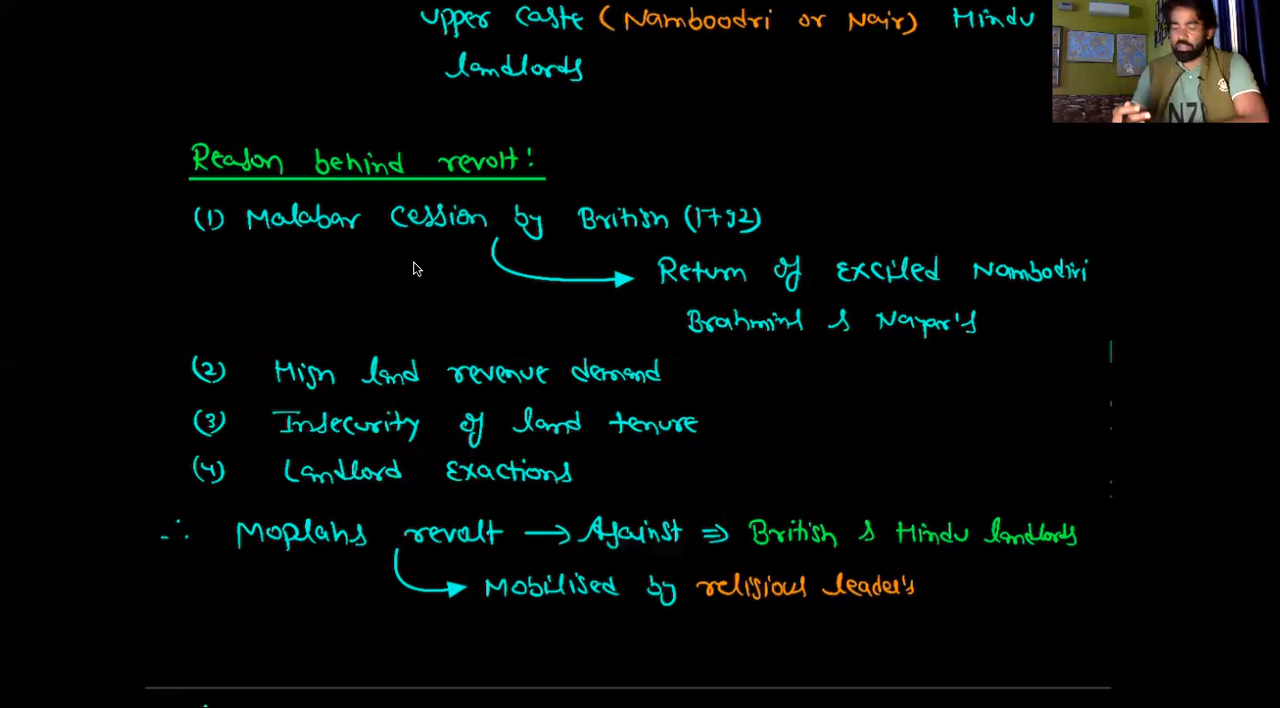 upper caste (Namboodri or Nair) Hindu
landlords
NZ
Reason behind revolt!
(1) Malabar cession by British (1792)
Return of Exciled Nambodiri
Brahmins & Nayar's
(2) High land revenue demand
(3) Insecurity of land tenure
(4) Landlord Exactions
∴ Moplahs revolt → Against ⇒ British & Hindu landlords
Mobilised by religious leader's